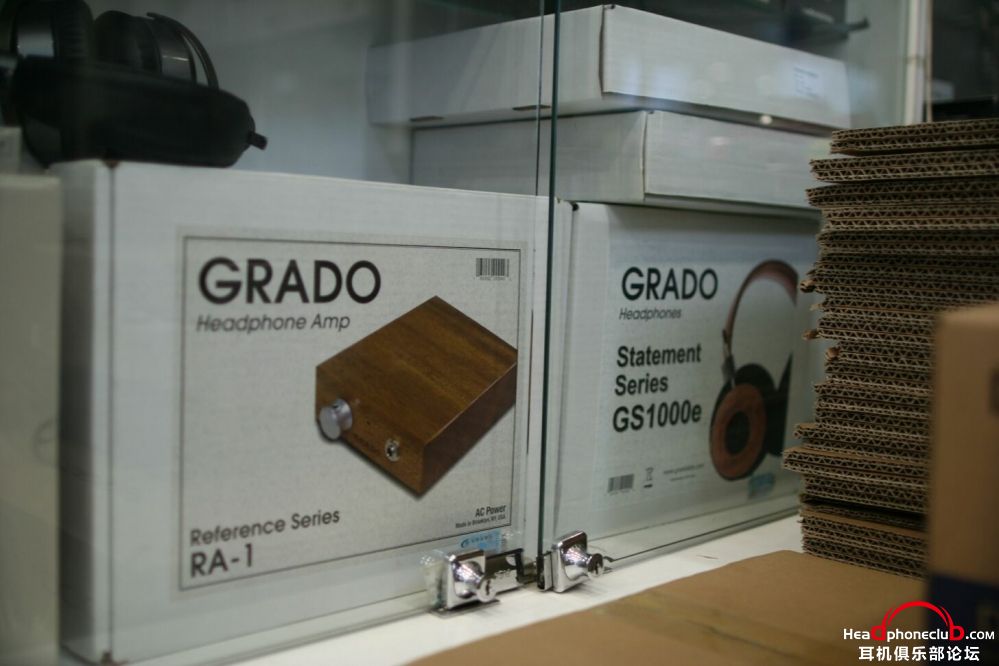 GRADO
Headphone Amp
Reference Series
RA-1
AC Power
Made in Brooklyn, NY, USA
GRADO
Headphones
Statement
Series
GS1000e
Headphoneclub.com
耳机俱乐部论坛